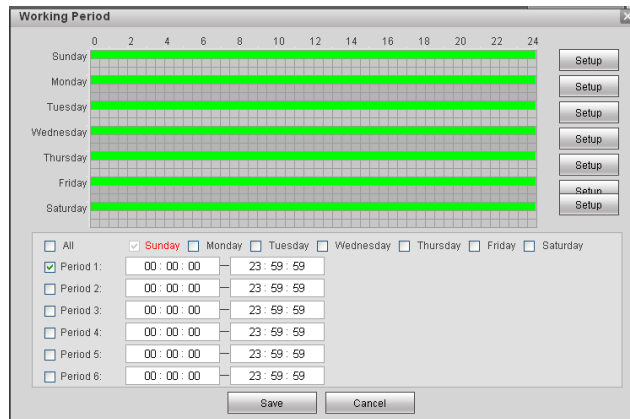 Working Period
0 2 4 6 8 10 12 14 16 18 20 22 24
Sunday Setup
Monday Setup
Tuesday Setup
Wednesday Setup
Thursday Setup
Friday Setup
Saturday Setup
All Sunday Monday Tuesday Wednesday Thursday Friday Saturday
Period 1: 00 : 00 : 00 — 23 : 59 : 59
Period 2: 00 : 00 : 00 — 23 : 59 : 59
Period 3: 00 : 00 : 00 — 23 : 59 : 59
Period 4: 00 : 00 : 00 — 23 : 59 : 59
Period 5: 00 : 00 : 00 — 23 : 59 : 59
Period 6: 00 : 00 : 00 — 23 : 59 : 59
Save Cancel